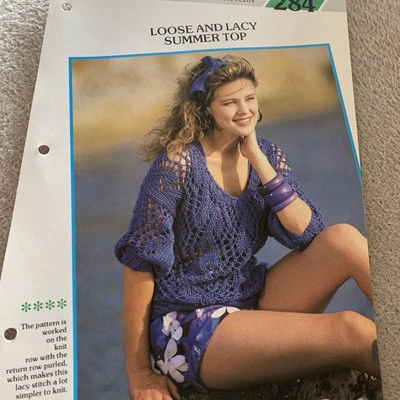 PATTERN
284
LOOSE AND LACY
SUMMER TOP
****
The pattern is
worked
on the
knit
row with the
return row purled,
which makes this
lacy stitch a lot
simpler to knit.